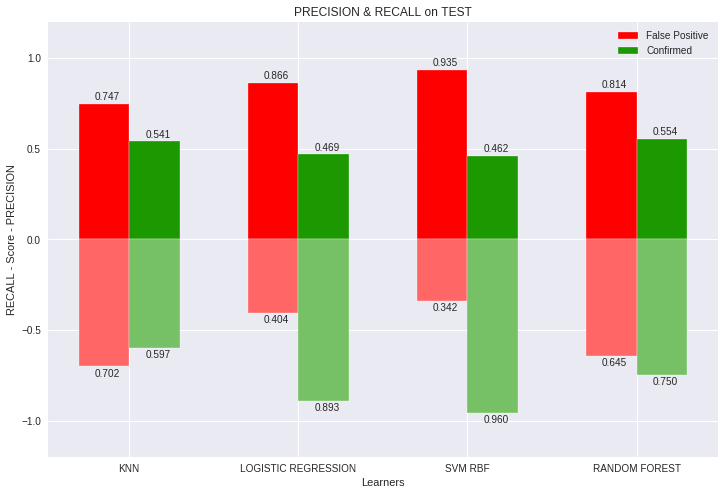 PRECISION & RECALL on TEST
False Positive
Confirmed
1.0
0.5
0.0
−0.5
−1.0
RECALL - Score - PRECISION
0.747
0.541
0.866
0.469
0.935
0.462
0.814
0.554
0.702
0.597
0.404
0.893
0.342
0.960
0.645
0.750
KNN
LOGISTIC REGRESSION
SVM RBF
RANDOM FOREST
Learners